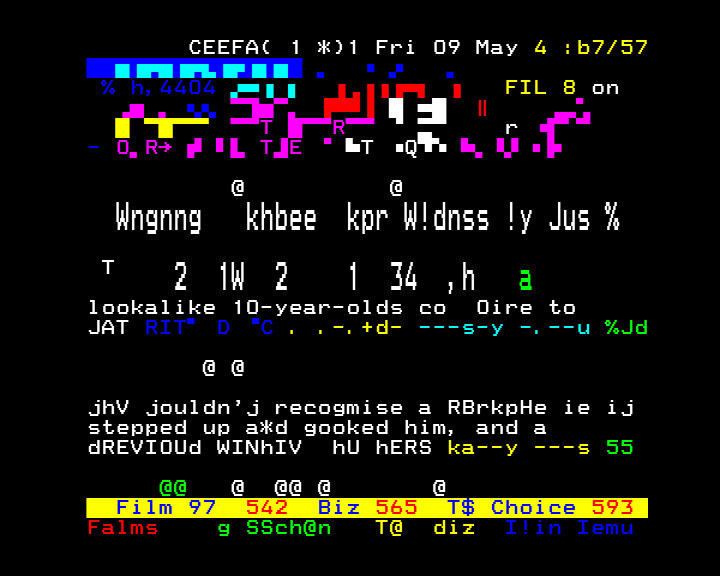 CEEFA( 1 *)1 Fri 09 May 4 :b7/57
% h,4404 FIL 8 on
T R r
- O R→ T E T Q
@ @
Wngnng khbee kpr W!dnss !y Jus %
T 2 1W 2 1 34 ,h a
lookalike 10-year-olds co Oire to
JAT RIT" D "C . .-.+d- ---s-y -.--u %Jd
@ @
jhV jouldn'j recogmise a RBrkpHe ie ij
stepped up a*d gooked him, and a
dREVIOUd WINhIV hU hERS ka--y ---s 55
@@ @ @@ @ @
Film 97 542 Biz 565 T$ Choice 593
Falms g SSch@n T@ diz I!in Iemu